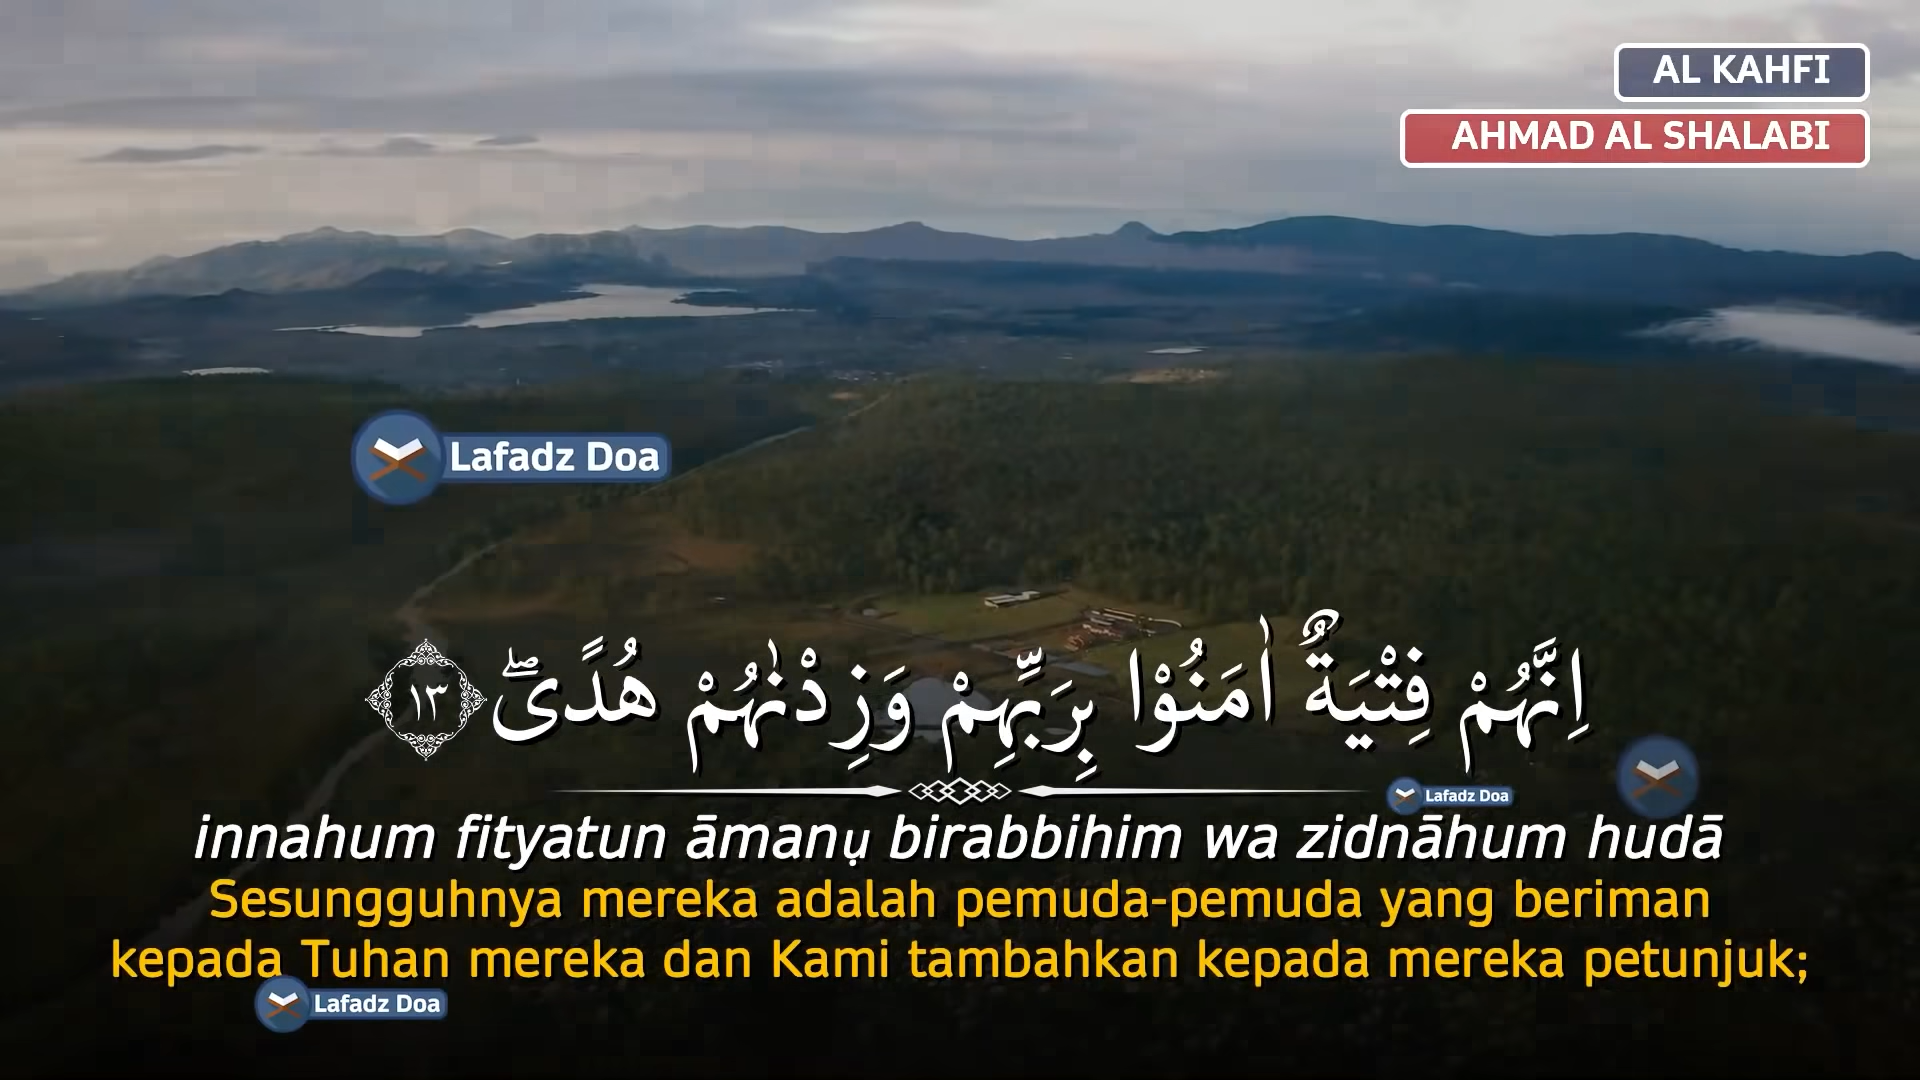 AL KAHFI
AHMAD AL SHALABI
Lafadz Doa
اِنَّهُمْ فِتْيَةٌ اٰمَنُوْا بِرَبِّهِمْ وَزِدْنٰهُمْ هُدًىۖ ١٣
Lafadz Doa
innahum fityatun āmanụ birabbihim wa zidnāhum hudā
Sesungguhnya mereka adalah pemuda-pemuda yang beriman
kepada Tuhan mereka dan Kami tambahkan kepada mereka petunjuk;
Lafadz Doa